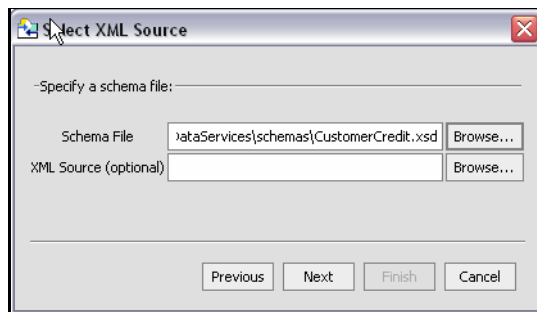 Select XML Source
Specify a schema file:
Schema File ataServices\schemas\CustomerCredit.xsd Browse...
XML Source (optional) Browse...
Previous Next Finish Cancel